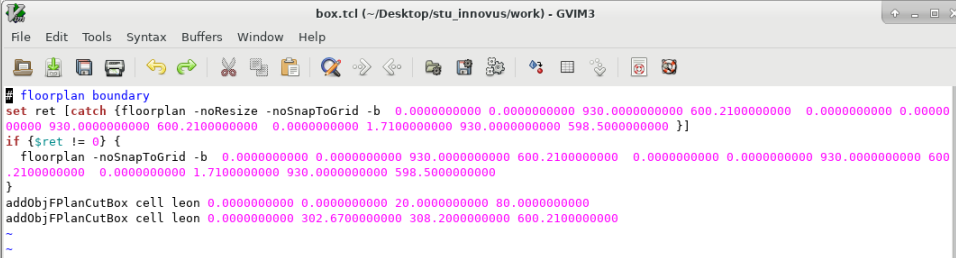 box.tcl (~/Desktop/stu_innovus/work) - GVIM3
File Edit Tools Syntax Buffers Window Help
# floorplan boundary
set ret [catch {floorplan -noResize -noSnapToGrid -b  0.0000000000 0.0000000000 930.0000000000 600.2100000000  0.0000000000 0.00000
00000 930.0000000000 600.2100000000  0.0000000000 1.7100000000 930.0000000000 598.5000000000 }]
if {$ret != 0} {
  floorplan -noSnapToGrid -b  0.0000000000 0.0000000000 930.0000000000 600.2100000000  0.0000000000 0.0000000000 930.0000000000 600
.2100000000  0.0000000000 1.7100000000 930.0000000000 598.5000000000
}
addObjFPlanCutBox cell leon 0.0000000000 0.0000000000 20.0000000000 80.0000000000
addObjFPlanCutBox cell leon 0.0000000000 302.6700000000 308.2000000000 600.2100000000
~
~